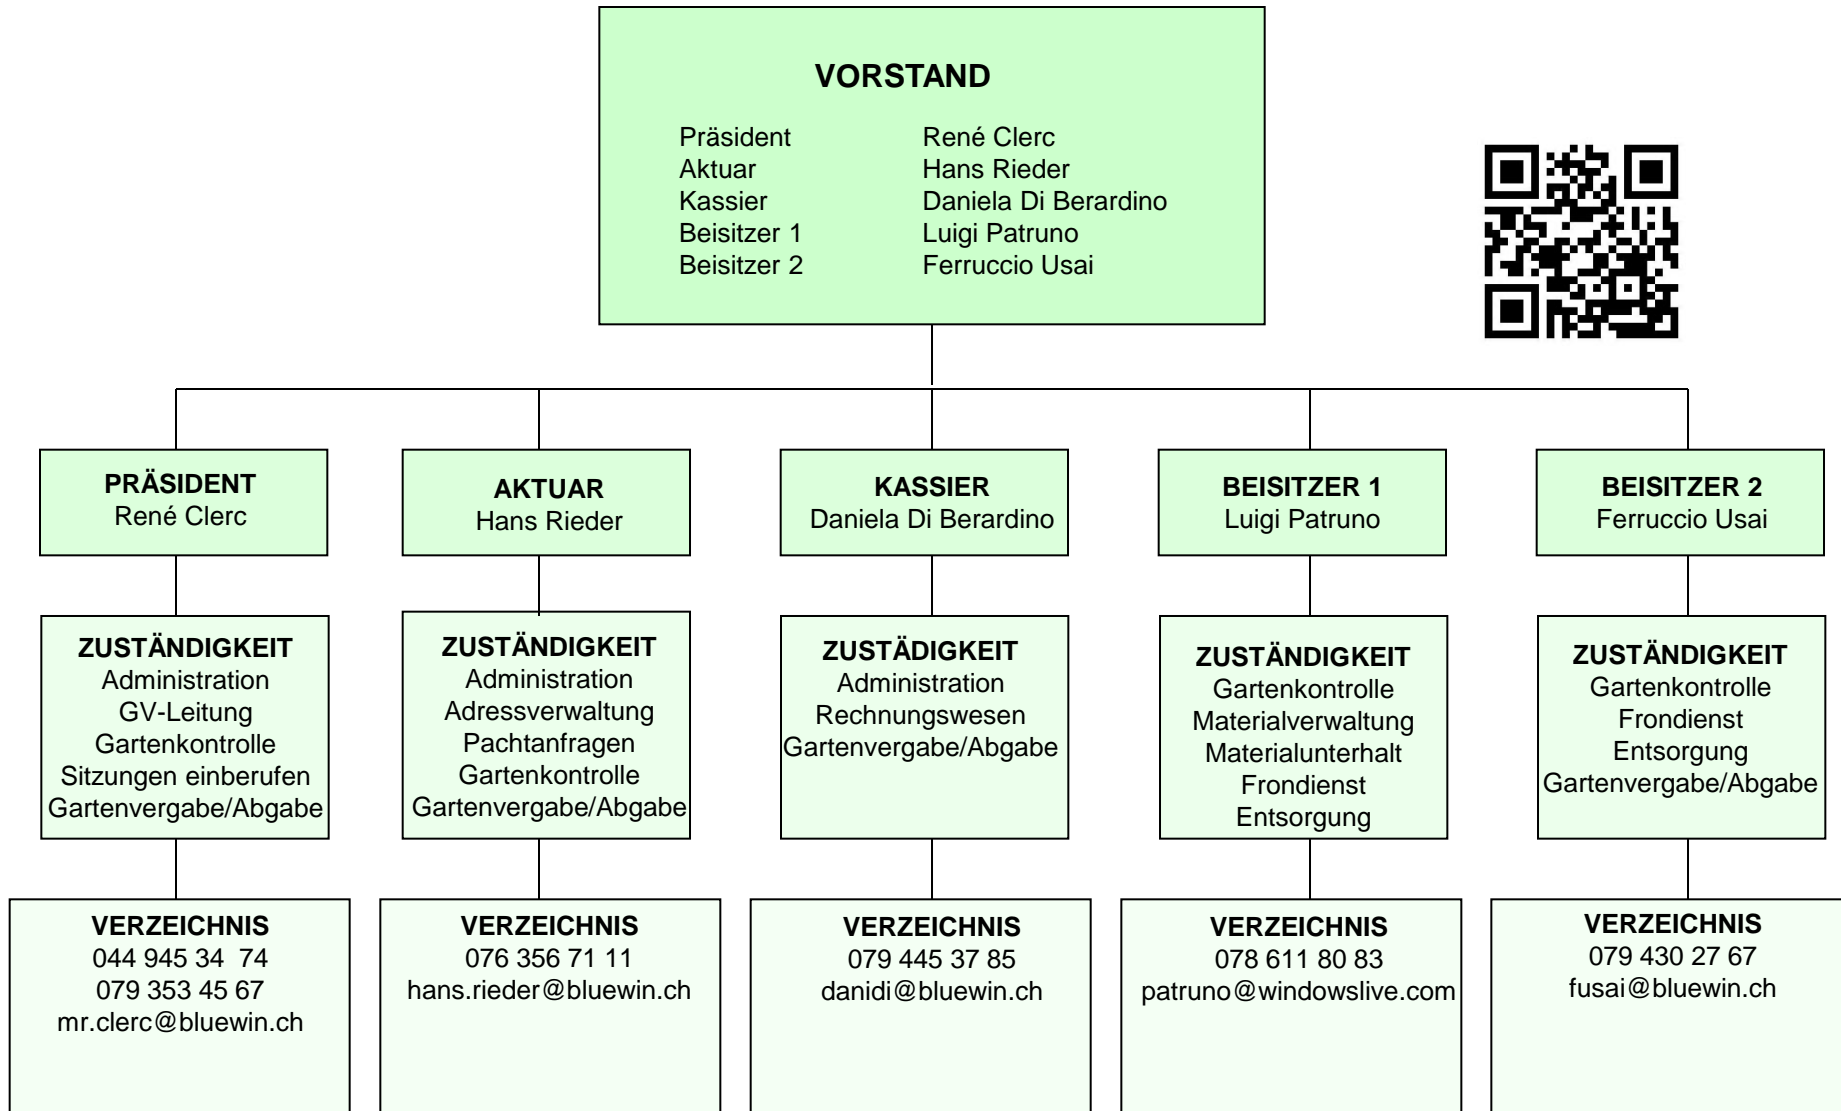 VORSTAND
Präsident René Clerc
Aktuar Hans Rieder
Kassier Daniela Di Berardino
Beisitzer 1 Luigi Patruno
Beisitzer 2 Ferruccio Usai
PRÄSIDENT
René Clerc
AKTUAR
Hans Rieder
KASSIER
Daniela Di Berardino
BEISITZER 1
Luigi Patruno
BEISITZER 2
Ferruccio Usai
ZUSTÄNDIGKEIT
Administration
GV-Leitung
Gartenkontrolle
Sitzungen einberufen
Gartenvergabe/Abgabe
ZUSTÄNDIGKEIT
Administration
Adressverwaltung
Pachtanfragen
Gartenkontrolle
Gartenvergabe/Abgabe
ZUSTÄDIGKEIT
Administration
Rechnungswesen
Gartenvergabe/Abgabe
ZUSTÄNDIGKEIT
Gartenkontrolle
Materialverwaltung
Materialunterhalt
Frondienst
Entsorgung
ZUSTÄNDIGKEIT
Gartenkontrolle
Frondienst
Entsorgung
Gartenvergabe/Abgabe
VERZEICHNIS
044 945 34  74
079 353 45 67
mr.clerc@bluewin.ch
VERZEICHNIS
076 356 71 11
hans.rieder@bluewin.ch
VERZEICHNIS
079 445 37 85
danidi@bluewin.ch
VERZEICHNIS
078 611 80 83
patruno@windowslive.com
VERZEICHNIS
079 430 27 67
fusai@bluewin.ch